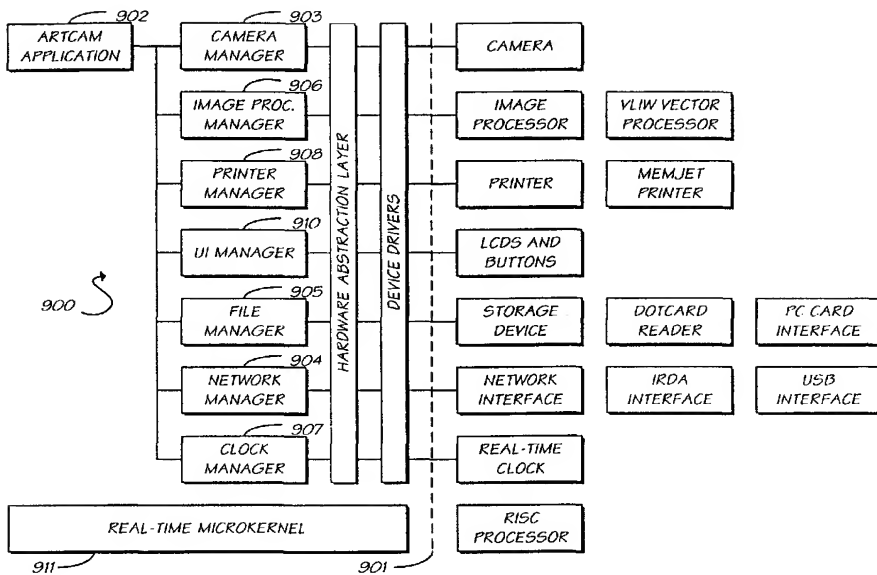 902
ARTCAM
APPLICATION
903
CAMERA
MANAGER
CAMERA
906
IMAGE PROC.
MANAGER
IMAGE
PROCESSOR
VLIW VECTOR
PROCESSOR
908
PRINTER
MANAGER
PRINTER
MEMJET
PRINTER
910
UI MANAGER
LCDS AND
BUTTONS
900
905
FILE
MANAGER
STORAGE
DEVICE
DOTCARD
READER
PC CARD
INTERFACE
904
NETWORK
MANAGER
NETWORK
INTERFACE
IRDA
INTERFACE
USB
INTERFACE
907
CLOCK
MANAGER
REAL-TIME
CLOCK
HARDWARE ABSTRACTION LAYER
DEVICE DRIVERS
REAL-TIME MICROKERNEL
RISC
PROCESSOR
911
901